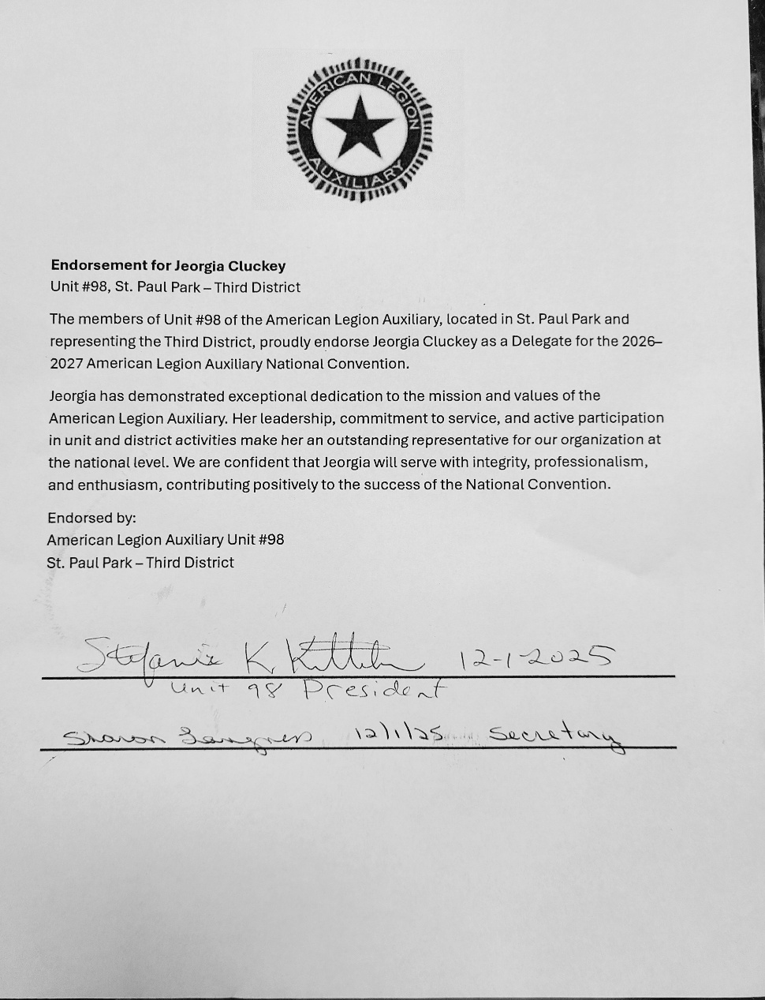 AMERICAN LEGION
AUXILIARY
Endorsement for Jeorgia Cluckey
Unit #98, St. Paul Park – Third District
The members of Unit #98 of the American Legion Auxiliary, located in St. Paul Park and
representing the Third District, proudly endorse Jeorgia Cluckey as a Delegate for the 2026–
2027 American Legion Auxiliary National Convention.
Jeorgia has demonstrated exceptional dedication to the mission and values of the
American Legion Auxiliary. Her leadership, commitment to service, and active participation
in unit and district activities make her an outstanding representative for our organization at
the national level. We are confident that Jeorgia will serve with integrity, professionalism,
and enthusiasm, contributing positively to the success of the National Convention.
Endorsed by:
American Legion Auxiliary Unit #98
St. Paul Park – Third District
Stefanie K. 12-1-2025
Unit 98 President
Sharon 12/1/25 Secretary